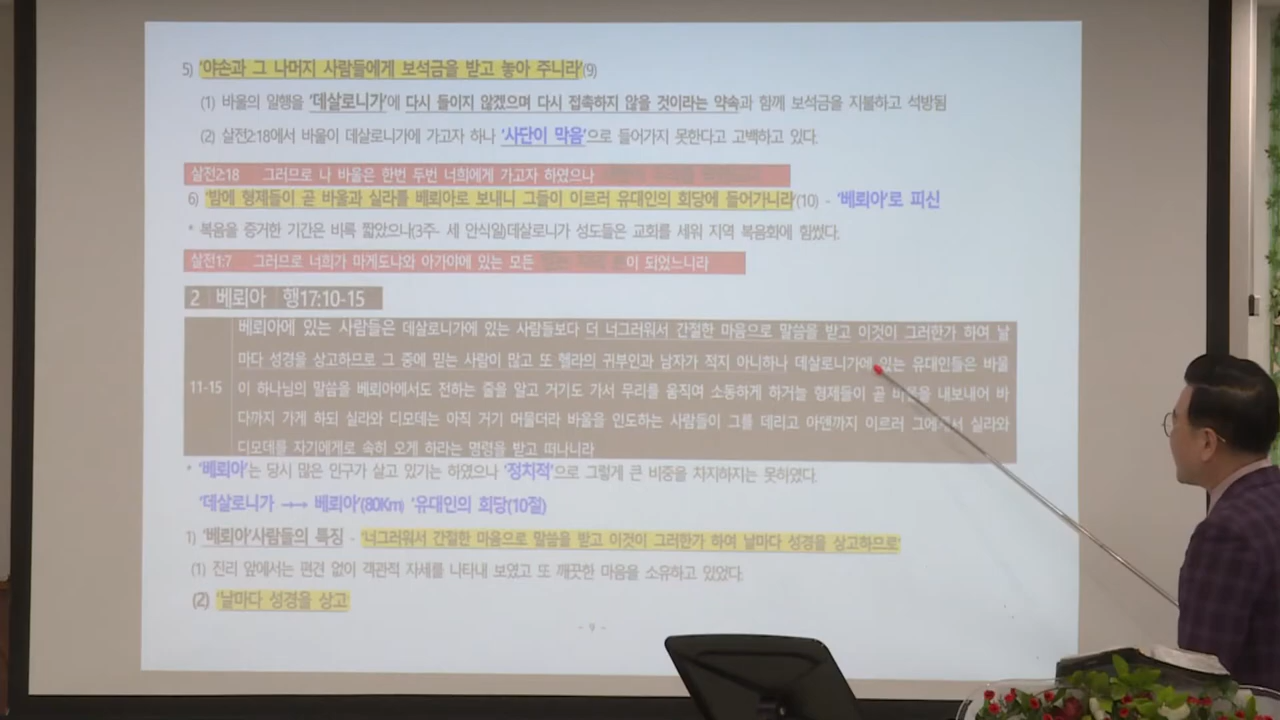 5) '야손과 그 나머지 사람들에게 보석금을 받고 놓아 주니라'(9)
(1) 바울의 일행을 '데살로니가'에 다시 들이지 않겠으며 다시 접촉하지 않을 것이라는 약속과 함께 보석금을 지불하고 석방됨
(2) 살전2:18에서 바울이 데살로니가에 가고자 하나 '사단이 막음'으로 들어가지 못한다고 고백하고 있다.
살전2:18 그러므로 나 바울은 한번 두번 너희에게 가고자 하였으나
6) '밤에 형제들이 곧 바울과 실라를 베뢰아로 보내니 그들이 이르러 유대인의 회당에 들어가니라'(10) - '베뢰아'로 피신
* 복음을 증거한 기간은 비록 짧았으나(3주- 세 안식일)데살로니가 성도들은 교회를 세워 지역 복음화에 힘썼다.
살전1:7 그러므로 너희가 마게도냐와 아가야에 있는 모든 이 되었느니라
2 베뢰아 행17:10-15
베뢰아에 있는 사람들은 데살로니가에 있는 사람들보다 더 너그러워서 간절한 마음으로 말씀을 받고 이것이 그러한가 하여 날
마다 성경을 상고하므로 그 중에 믿는 사람이 많고 또 헬라의 귀부인과 남자가 적지 아니하나 데살로니가에 있는 유대인들은 바울
11-15 이 하나님의 말씀을 베뢰아에서도 전하는 줄을 알고 거기도 가서 무리를 움직여 소동하게 하거늘 형제들이 곧 바울을 내보내어 바
다까지 가게 하되 실라와 디모데는 아직 거기 머물더라 바울을 인도하는 사람들이 그를 데리고 아덴까지 이르러 그에게서 실라와
디모데를 자기에게로 속히 오게 하라는 명령을 받고 떠나니라
* '베뢰아'는 당시 많은 인구가 살고 있기는 하였으나 '정치적'으로 그렇게 큰 비중을 차지하지는 못하였다.
'데살로니가 ←→ 베뢰아'(80Km) '유대인의 회당(10절)
1) '베뢰아'사람들의 특징 - '너그러워서 간절한 마음으로 말씀을 받고 이것이 그러한가 하여 날마다 성경을 상고하므로'
(1) 진리 앞에서는 편견 없이 객관적 자세를 나타내 보였고 또 깨끗한 마음을 소유하고 있었다.
(2) '날마다 성경을 상고
- 9 -